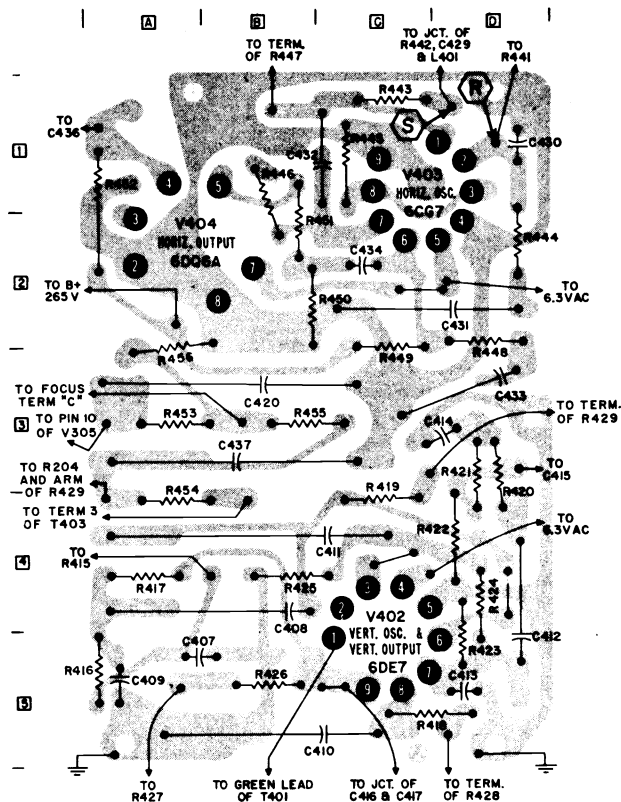 A
B
C
D
TO TERM.
OF R447
TO JCT. OF
R442, C429
& L401
TO
R441
R443
R
S
TO
C436
1
C432
R445
C430
R446
9
1
2
V403
HORIZ. OSC.
6CG7
8
3
R452
4
5
R451
7
6
5
4
3
V404
HORIZ. OUTPUT
6DQ6A
C434
R444
2
7
2
TO B+
265V
R450
TO
6.3VAC
8
C431
R456
R449
R448
TO FOCUS
TERM "C"
C420
C433
3
TO PIN 10
OF V305
R453
R455
C414
TO TERM.
OF R429
C437
TO R204
AND ARM
OF R429
R421
R420
TO
C415
R454
R419
TO TERM 3
OF T403
R422
C411
TO
6.3VAC
4
TO
R415
R417
R425
3
4
R424
C408
2
5
V402
VERT. OSC. &
VERT. OUTPUT
6DE7
1
6
C412
C407
R423
R416
C409
R426
7
9
8
C413
5
R418
C410
TO
R427
TO GREEN LEAD
OF T401
TO JCT. OF
C416 & C417
TO TERM.
OF R428